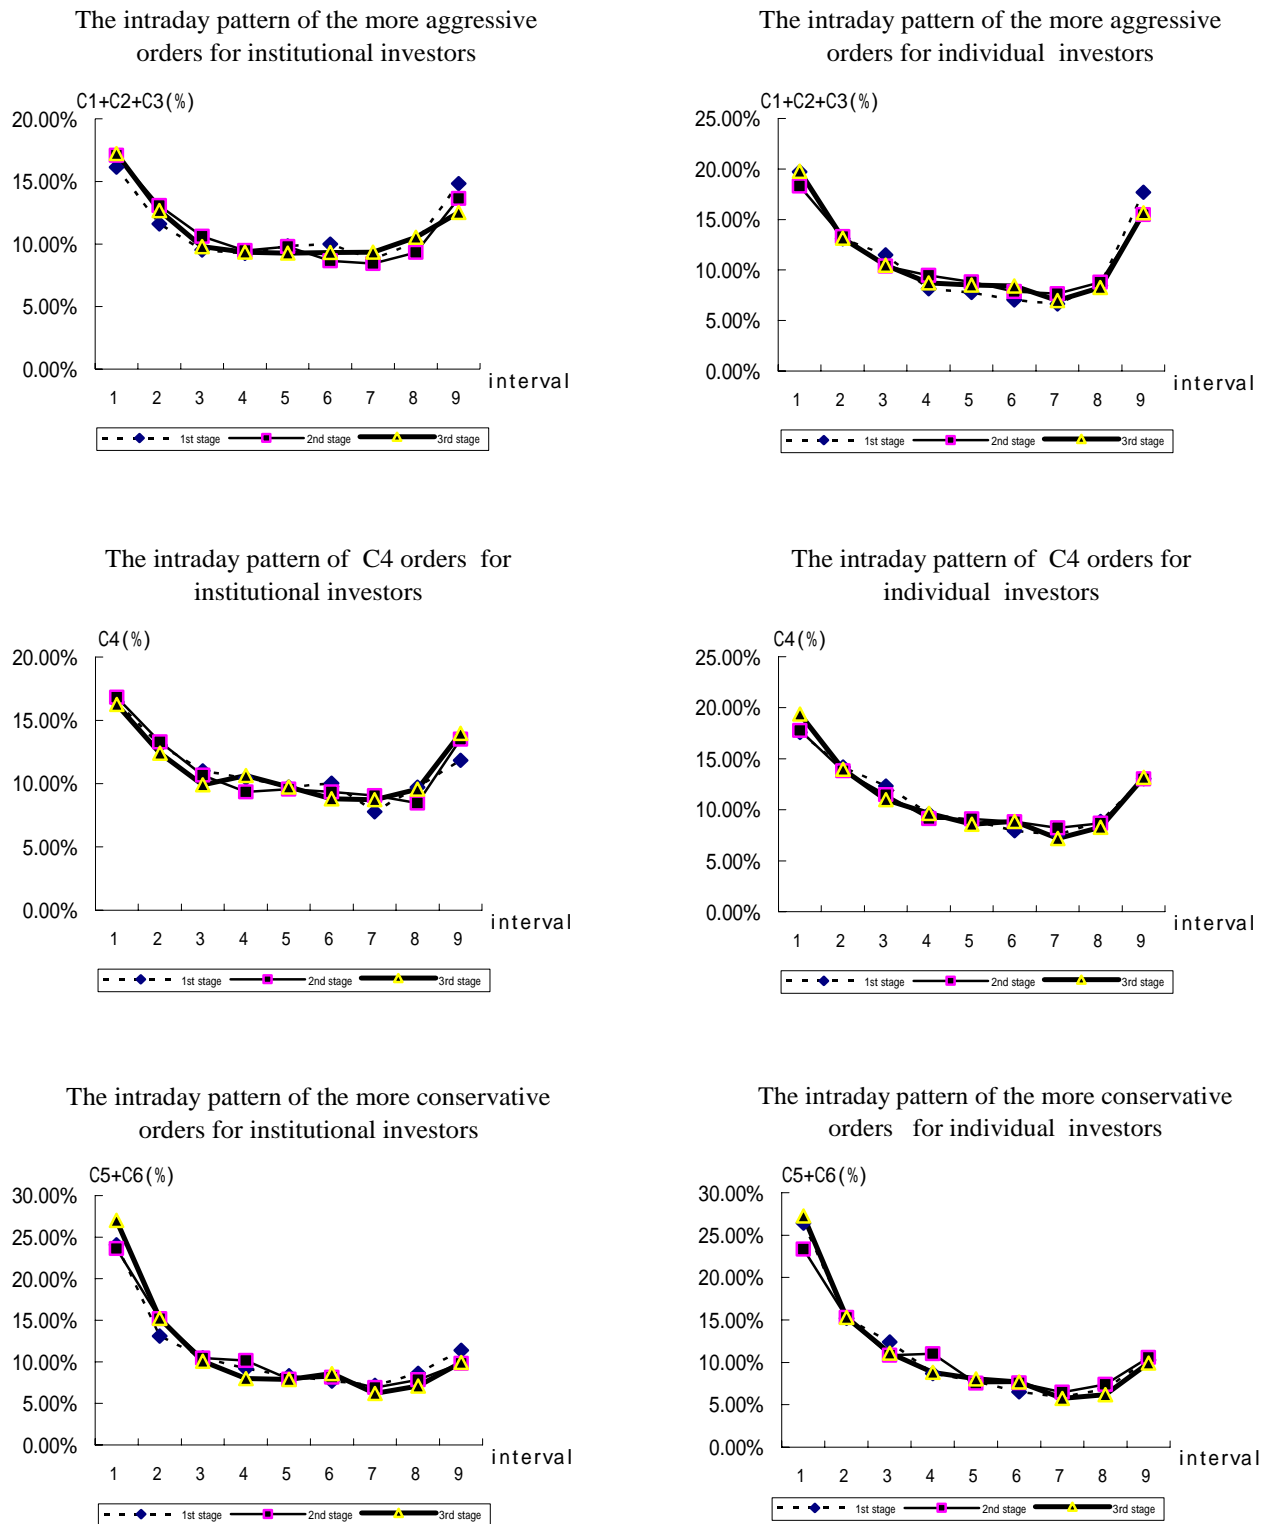 The intraday pattern of the more aggressive
orders for institutional investors
C1+C2+C3(%)
20.00%
15.00%
10.00%
5.00%
0.00%
1 2 3 4 5 6 7 8 9
interval
1st stage 2nd stage 3rd stage
The intraday pattern of the more aggressive
orders for individual investors
C1+C2+C3(%)
25.00%
20.00%
15.00%
10.00%
5.00%
0.00%
1 2 3 4 5 6 7 8 9
interval
1st stage 2nd stage 3rd stage
The intraday pattern of C4 orders for
institutional investors
C4(%)
20.00%
15.00%
10.00%
5.00%
0.00%
1 2 3 4 5 6 7 8 9
interval
1st stage 2nd stage 3rd stage
The intraday pattern of C4 orders for
individual investors
C4(%)
25.00%
20.00%
15.00%
10.00%
5.00%
0.00%
1 2 3 4 5 6 7 8 9
interval
1st stage 2nd stage 3rd stage
The intraday pattern of the more conservative
orders for institutional investors
C5+C6(%)
30.00%
25.00%
20.00%
15.00%
10.00%
5.00%
0.00%
1 2 3 4 5 6 7 8 9
interval
1st stage 2nd stage 3rd stage
The intraday pattern of the more conservative
orders for individual investors
C5+C6(%)
30.00%
25.00%
20.00%
15.00%
10.00%
5.00%
0.00%
1 2 3 4 5 6 7 8 9
interval
1st stage 2nd stage 3rd stage